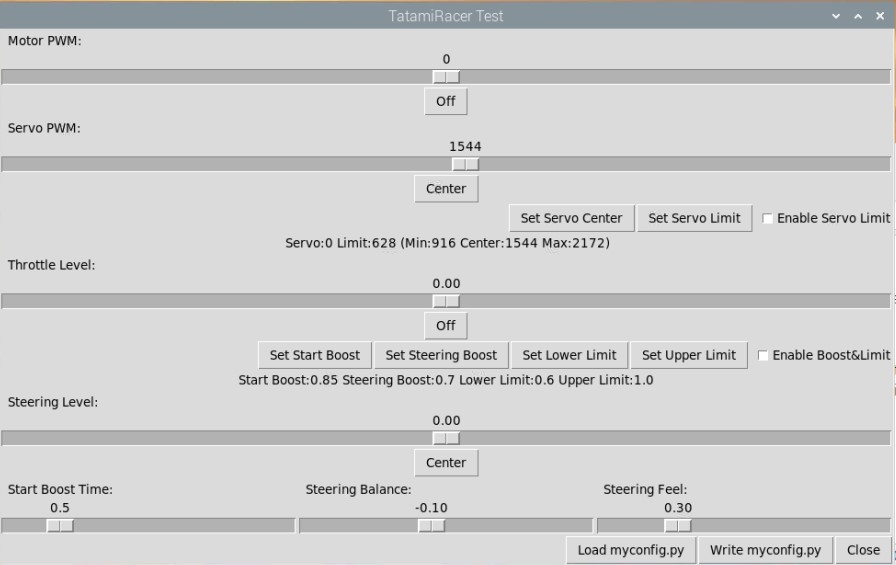 TatamiRacer Test
Motor PWM:
0
Off
Servo PWM:
1544
Center
Set Servo Center Set Servo Limit Enable Servo Limit
Servo:0 Limit:628 (Min:916 Center:1544 Max:2172)
Throttle Level:
0.00
Off
Set Start Boost Set Steering Boost Set Lower Limit Set Upper Limit Enable Boost&Limit
Start Boost:0.85 Steering Boost:0.7 Lower Limit:0.6 Upper Limit:1.0
Steering Level:
0.00
Center
Start Boost Time: Steering Balance: Steering Feel:
0.5 -0.10 0.30
Load myconfig.py Write myconfig.py Close